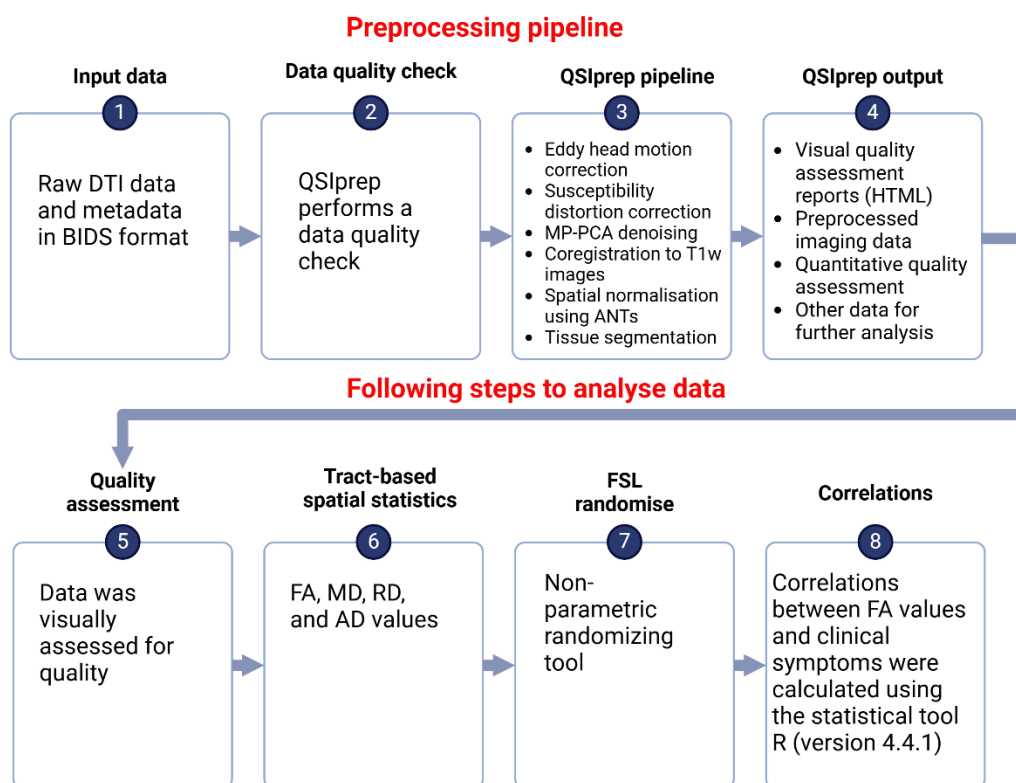 Preprocessing pipeline
Input data
1
Raw DTI data
and metadata
in BIDS format
Data quality check
2
QSIprep
performs a
data quality
check
QSIprep pipeline
3
• Eddy head motion
correction
• Susceptibility
distortion correction
• MP-PCA denoising
• Coregistration to T1w
images
• Spatial normalisation
using ANTs
• Tissue segmentation
QSIprep output
4
• Visual quality
assessment
reports (HTML)
• Preprocessed
imaging data
• Quantitative quality
assessment
• Other data for
further analysis
Following steps to analyse data
Quality
assessment
5
Data was
visually
assessed for
quality
Tract-based
spatial statistics
6
FA, MD, RD,
and AD values
FSL
randomise
7
Non-
parametric
randomizing
tool
Correlations
8
Correlations
between FA values
and clinical
symptoms were
calculated using
the statistical tool
R (version 4.4.1)